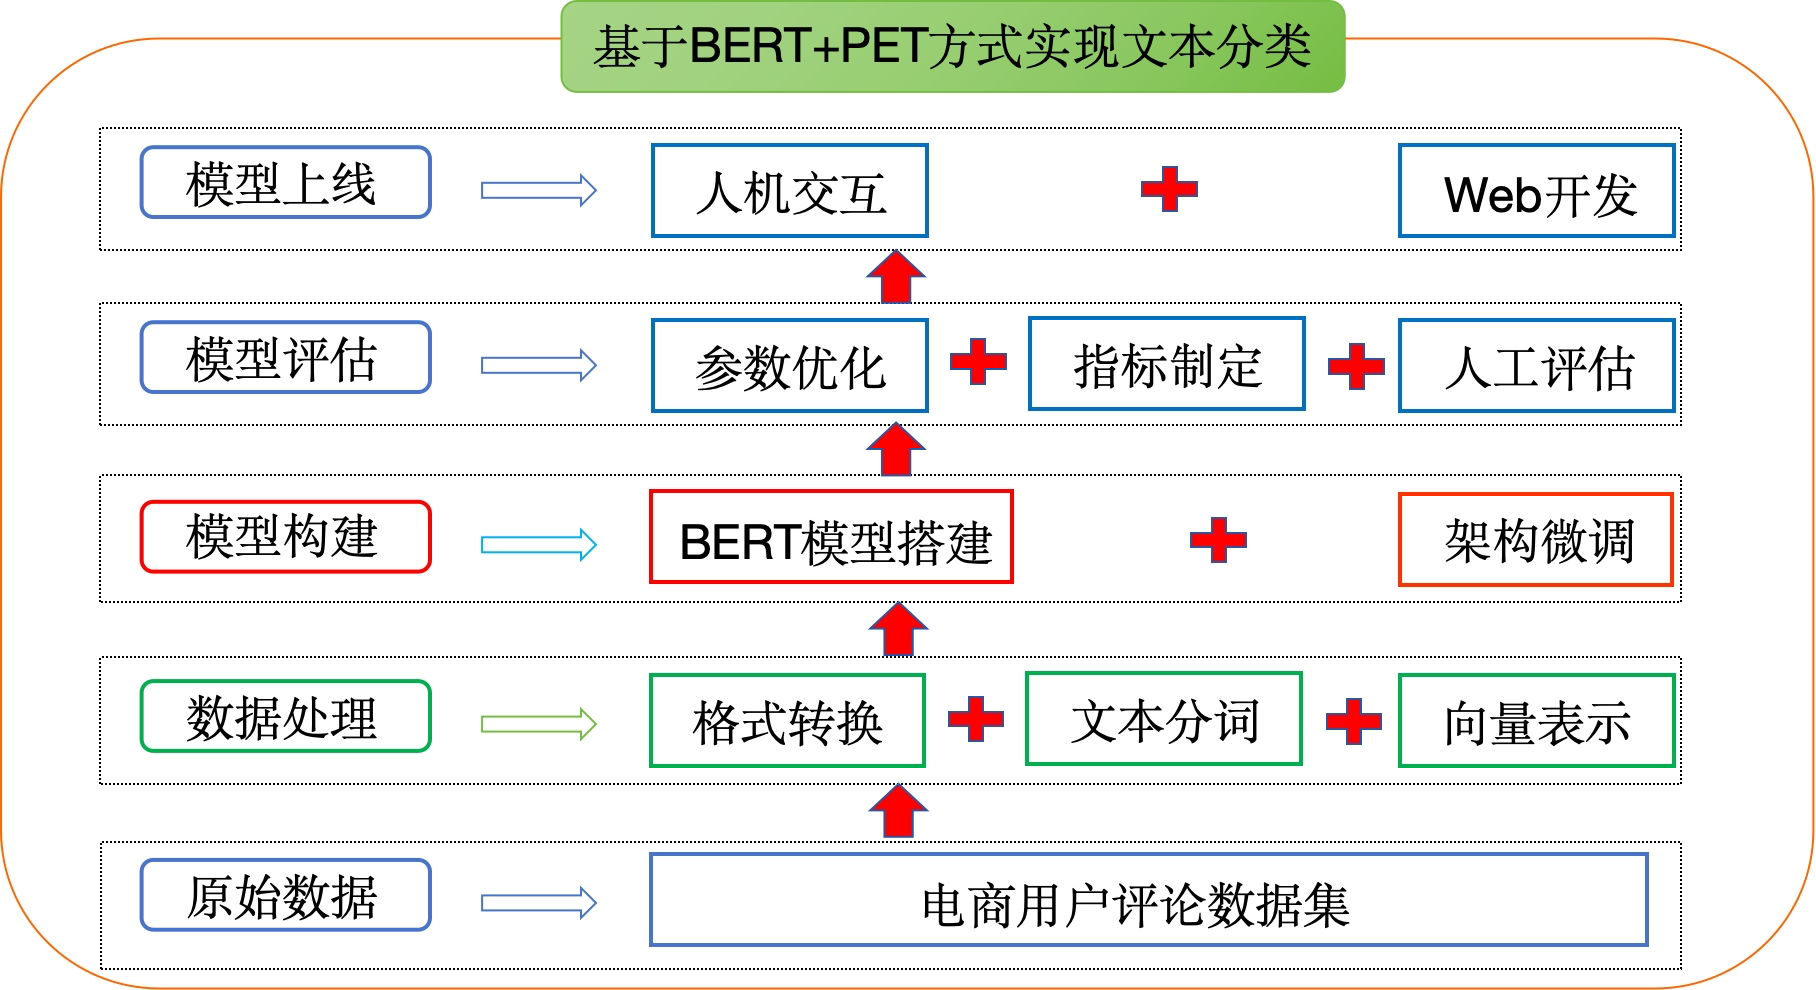 基于BERT+PET方式实现文本分类
模型上线
人机交互
Web开发
模型评估
参数优化
指标制定
人工评估
模型构建
BERT模型搭建
架构微调
数据处理
格式转换
文本分词
向量表示
原始数据
电商用户评论数据集